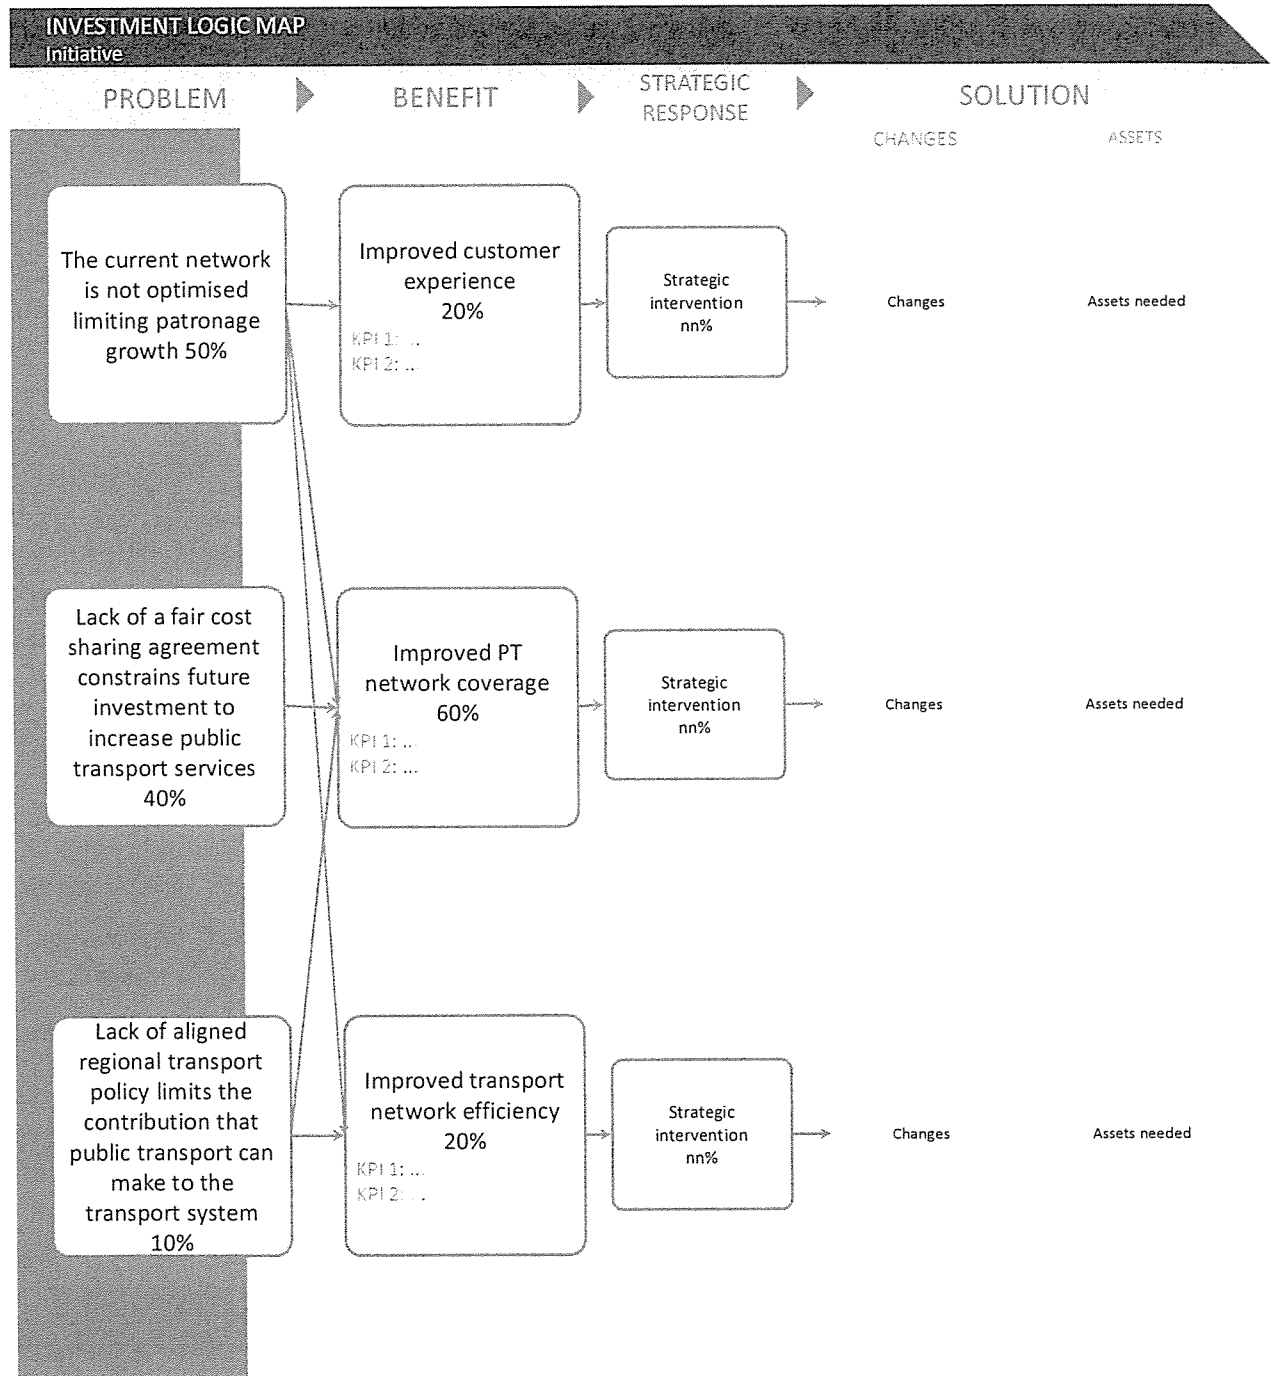 INVESTMENT LOGIC MAP
Initiative
PROBLEM
BENEFIT
STRATEGIC
RESPONSE
SOLUTION
CHANGES
ASSETS
The current network
is not optimised
limiting patronage
growth 50%
Improved customer
experience
20%
KPI 1: ...
KPI 2: ...
Strategic
intervention
nn%
Changes
Assets needed
Lack of a fair cost
sharing agreement
constrains future
investment to
increase public
transport services
40%
Improved PT
network coverage
60%
KPI 1: ...
KPI 2: ...
Strategic
intervention
nn%
Changes
Assets needed
Lack of aligned
regional transport
policy limits the
contribution that
public transport can
make to the
transport system
10%
Improved transport
network efficiency
20%
KPI 1: ...
KPI 2: ...
Strategic
intervention
nn%
Changes
Assets needed